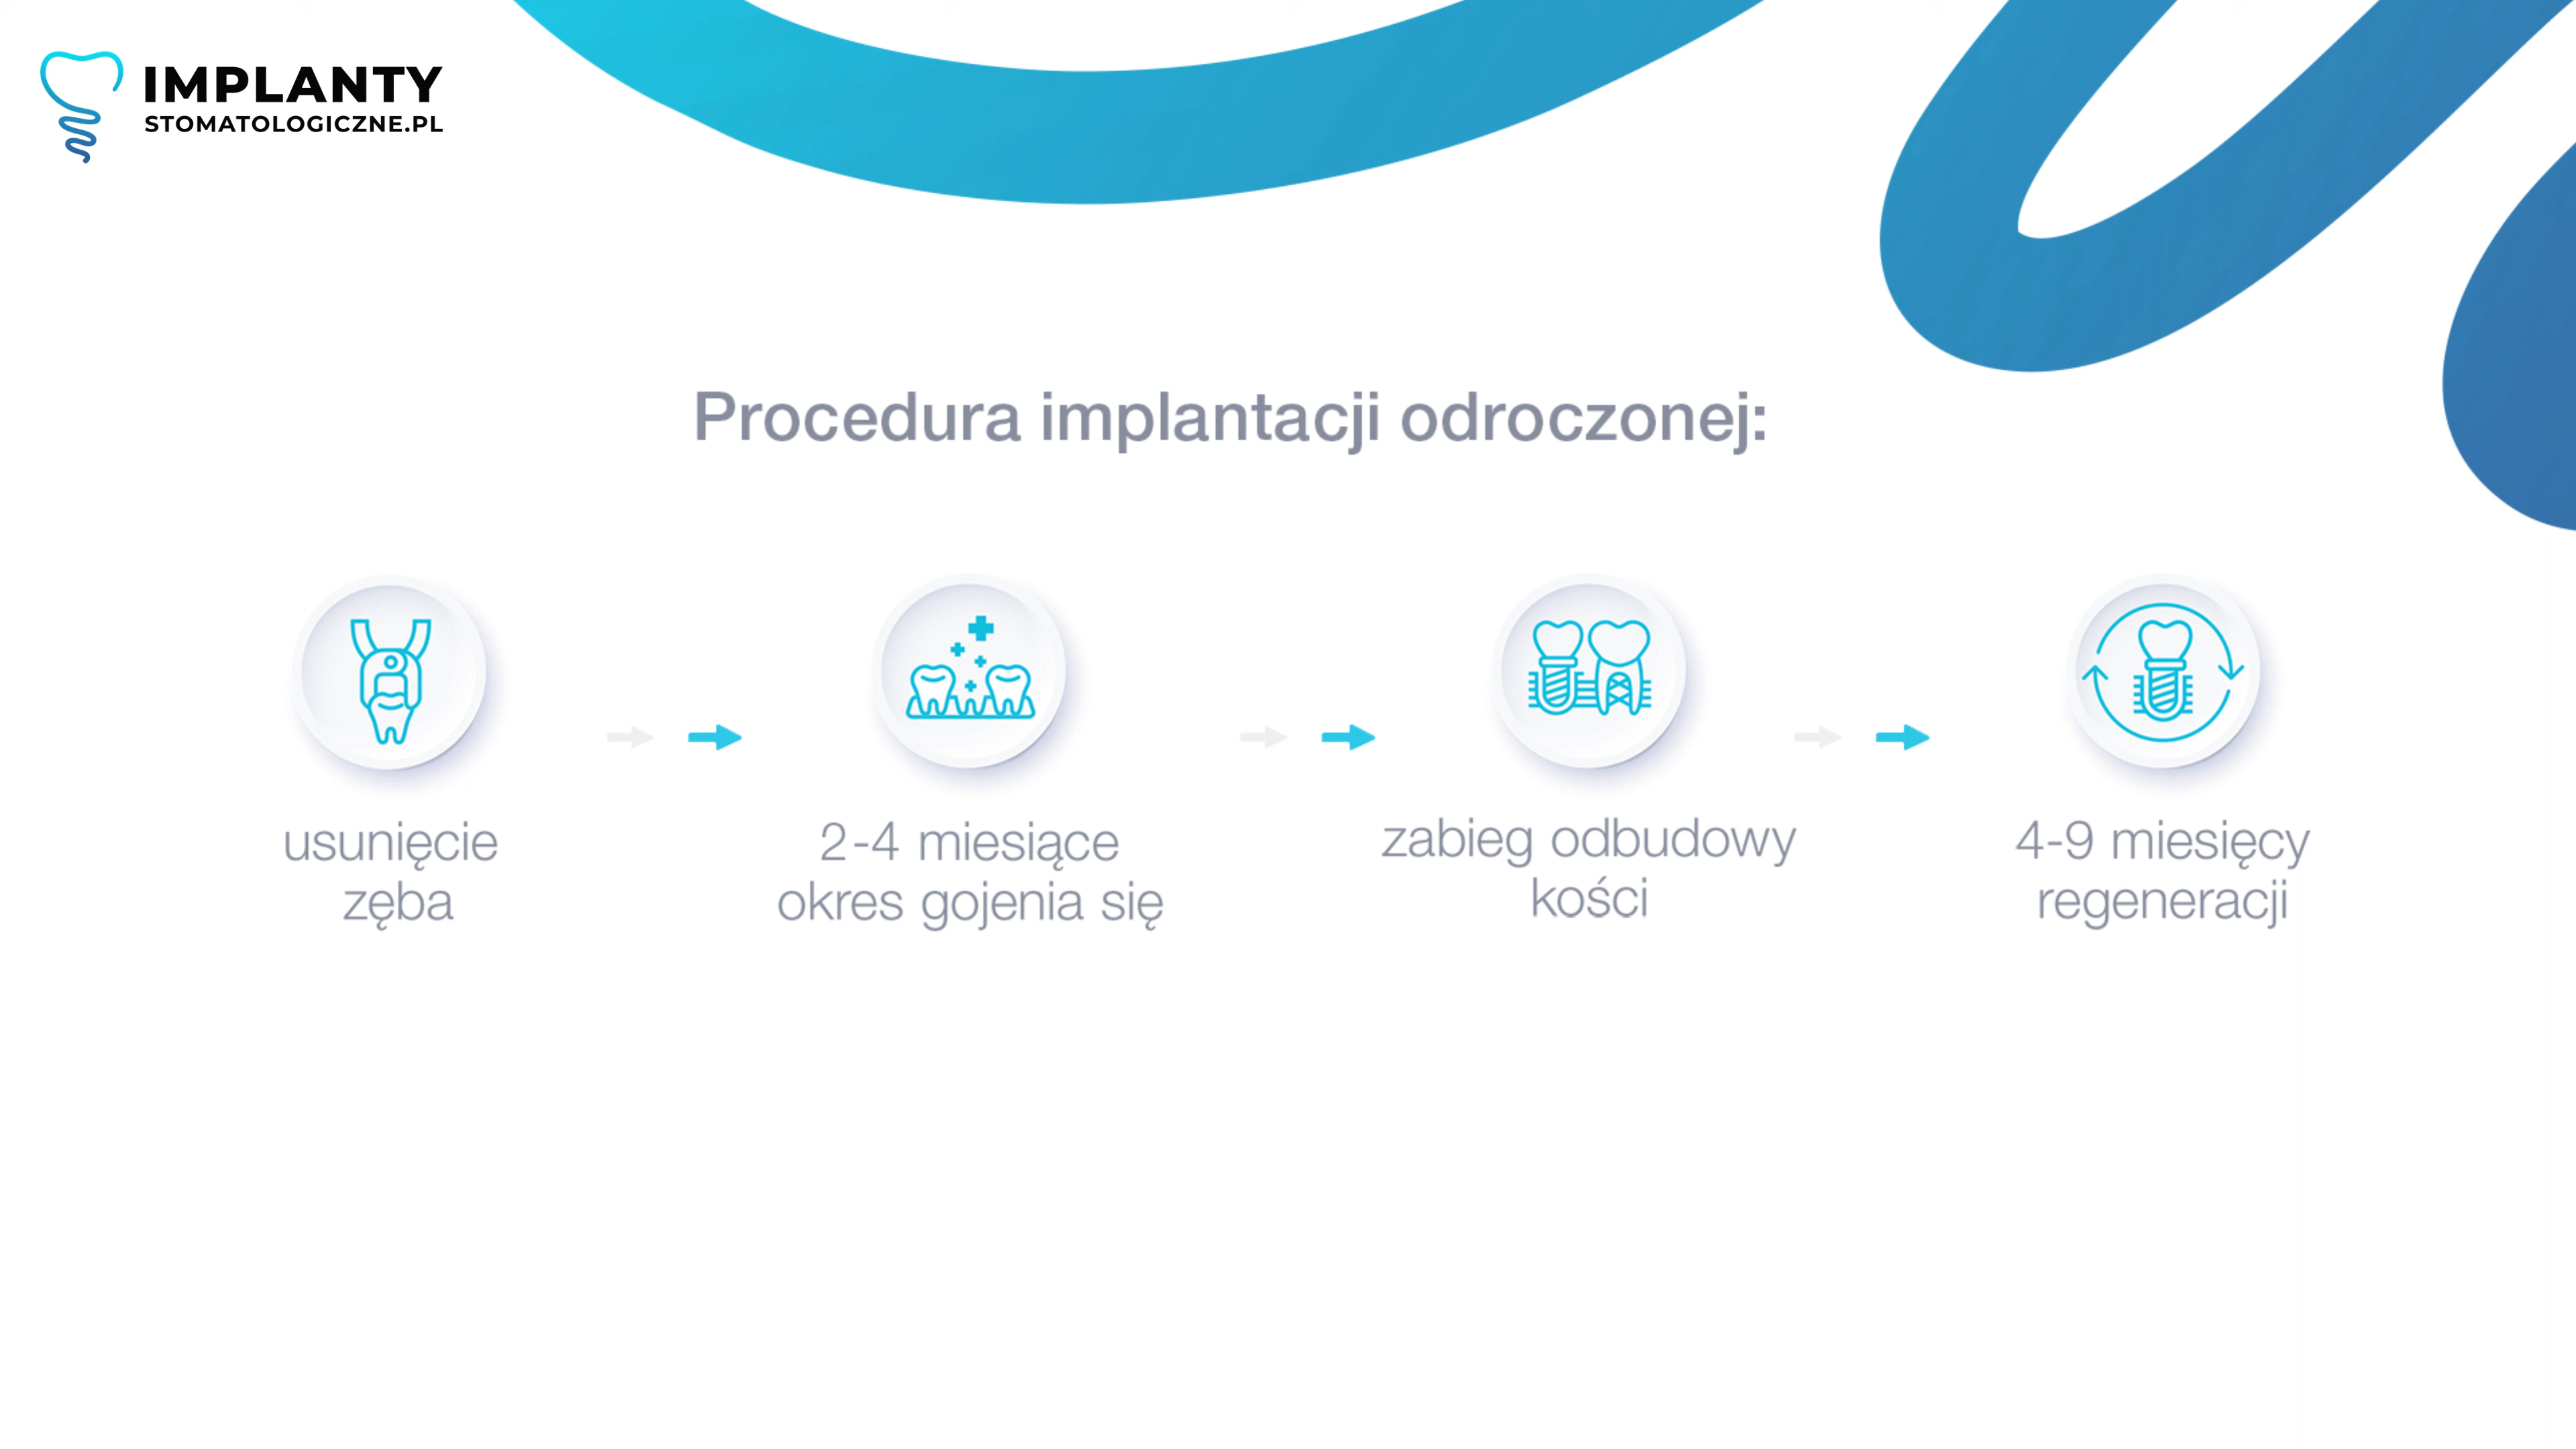 IMPLANTY
STOMATOLOGICZNE.PL
Procedura implantacji odroczonej:
usunięcie
zęba
2-4 miesiące
okres gojenia się
zabieg odbudowy
kości
4-9 miesięcy
regeneracji